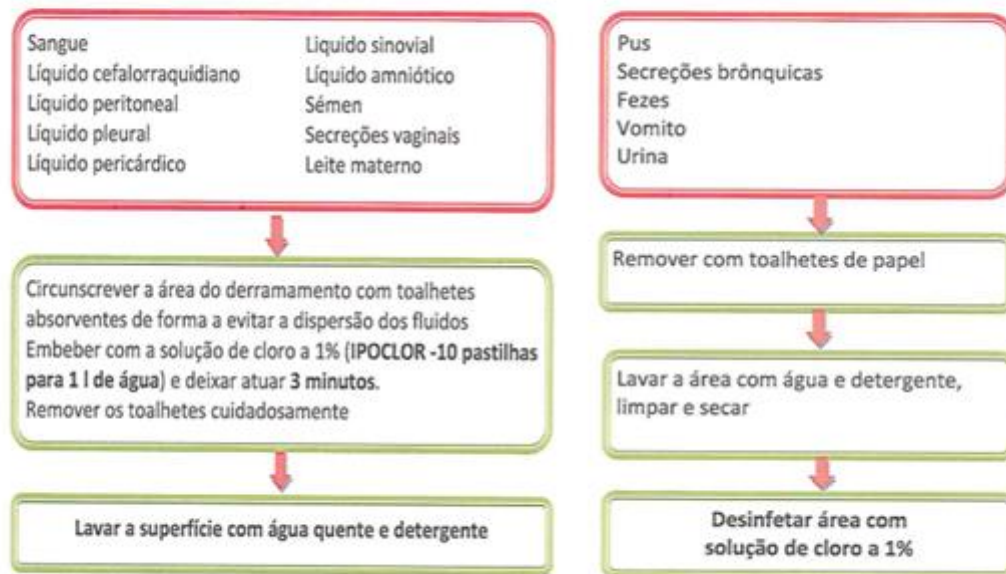 Sangue
Líquido cefalorraquidiano
Líquido peritoneal
Líquido pleural
Líquido pericárdico
Liquido sinovial
Líquido amniótico
Sémen
Secreções vaginais
Leite materno
Circunscrever a área do derramamento com toalhetes
absorventes de forma a evitar a dispersão dos fluidos
Embeber com a solução de cloro a 1% (IPOCLOR -10 pastilhas
para 1 l de água) e deixar atuar 3 minutos.
Remover os toalhetes cuidadosamente
Lavar a superfície com água quente e detergente
Pus
Secreções brônquicas
Fezes
Vomito
Urina
Remover com toalhetes de papel
Lavar a área com água e detergente,
limpar e secar
Desinfetar área com
solução de cloro a 1%